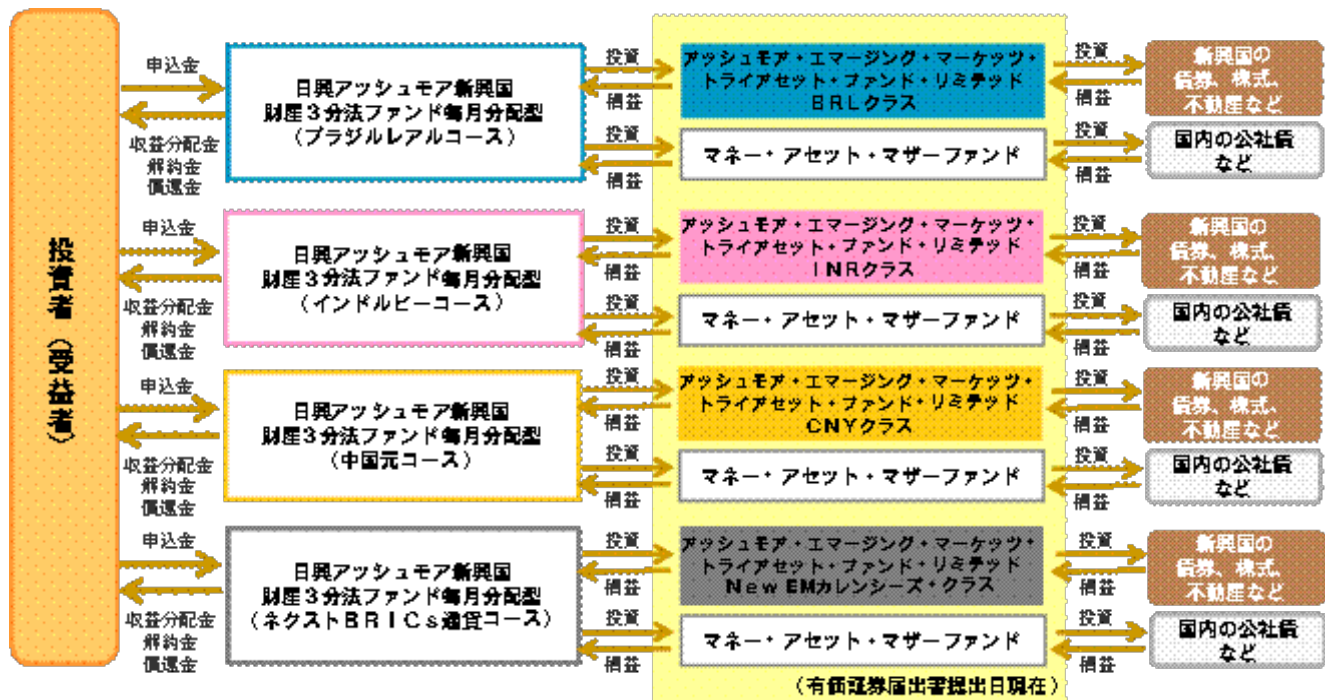 投資者(受益者)
申込金
収益分配金
解約金
償還金
日興アッシュモア新興国
財産3分法ファンド毎月分配型
(ブラジルレアルコース)
投資
損益
投資
損益
アッシュモア・エマージング・マーケッツ・
トライアセット・ファンド・リミテッド
BRLクラス
マネー・アセット・マザーファンド
投資
損益
投資
損益
新興国の
債券、株式、
不動産など
国内の公社債
など
申込金
収益分配金
解約金
償還金
日興アッシュモア新興国
財産3分法ファンド毎月分配型
(インドルピーコース)
投資
損益
投資
損益
アッシュモア・エマージング・マーケッツ・
トライアセット・ファンド・リミテッド
INRクラス
マネー・アセット・マザーファンド
投資
損益
投資
損益
新興国の
債券、株式、
不動産など
国内の公社債
など
申込金
収益分配金
解約金
償還金
日興アッシュモア新興国
財産3分法ファンド毎月分配型
(中国元コース)
投資
損益
投資
損益
アッシュモア・エマージング・マーケッツ・
トライアセット・ファンド・リミテッド
CNYクラス
マネー・アセット・マザーファンド
投資
損益
投資
損益
新興国の
債券、株式、
不動産など
国内の公社債
など
申込金
収益分配金
解約金
償還金
日興アッシュモア新興国
財産3分法ファンド毎月分配型
(ネクストBRICs通貨コース)
投資
損益
投資
損益
アッシュモア・エマージング・マーケッツ・
トライアセット・ファンド・リミテッド
New EMカレンシーズ・クラス
マネー・アセット・マザーファンド
投資
損益
投資
損益
新興国の
債券、株式、
不動産など
国内の公社債
など
(有価証券届出書提出日現在)